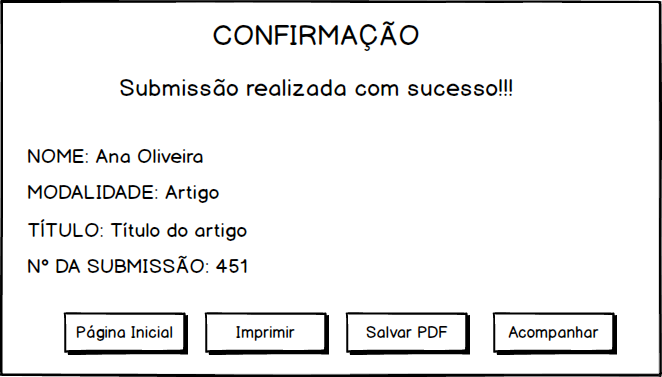 CONFIRMAÇÃO
Submissão realizada com sucesso!!!
NOME: Ana Oliveira
MODALIDADE: Artigo
TÍTULO: Título do artigo
Nº DA SUBMISSÃO: 451
Página Inicial Imprimir Salvar PDF Acompanhar